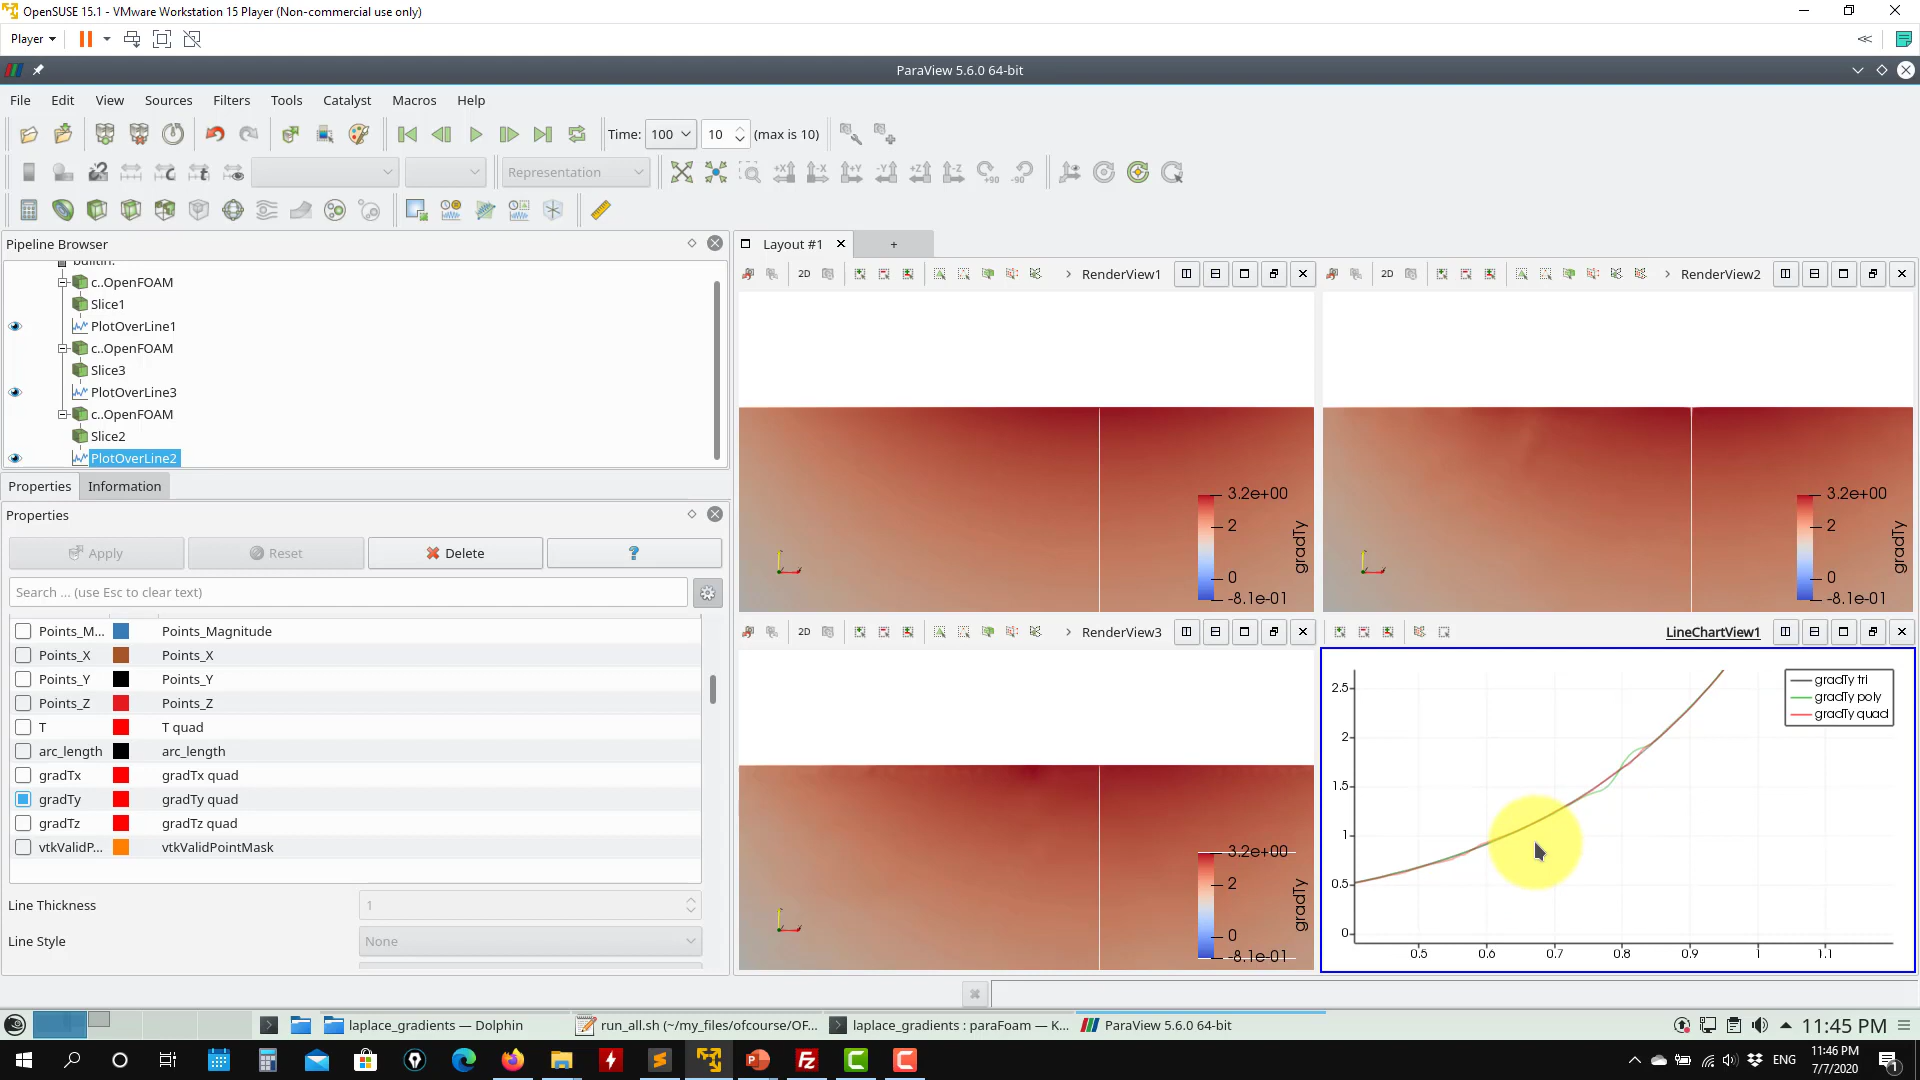 OpenSUSE 15.1 - VMware Workstation 15 Player (Non-commercial use only)
Player
ParaView 5.6.0 64-bit
File Edit View Sources Filters Tools Catalyst Macros Help
Time: 100 10 (max is 10)
Representation
+X -X +Y -Y +Z -Z +90 -90
Pipeline Browser
builtin:
c..OpenFOAM
Slice1
PlotOverLine1
c..OpenFOAM
Slice3
PlotOverLine3
c..OpenFOAM
Slice2
PlotOverLine2
Properties Information
Properties
Apply Reset Delete ?
Search ... (use Esc to clear text)
Points_M... Points_Magnitude
Points_X Points_X
Points_Y Points_Y
Points_Z Points_Z
T T quad
arc_length arc_length
gradTx gradTx quad
gradTy gradTy quad
gradTz gradTz quad
vtkValidP... vtkValidPointMask
Line Thickness 1
Line Style None
Layout #1 +
2D RenderView1
3.2e+00
2
0
-8.1e-01
gradTy
2D RenderView2
3.2e+00
2
0
-8.1e-01
gradTy
2D RenderView3
3.2e+00
2
0
-8.1e-01
gradTy
LineChartView1
gradTy tri
gradTy poly
gradTy quad
2.5
2
1.5
1
0.5
0
0.5 0.6 0.7 0.8 0.9 1 1.1
laplace_gradients — Dolphin
run_all.sh (~/my_files/ofcourse/OF...
laplace_gradients : paraFoam — K...
ParaView 5.6.0 64-bit
11:45 PM
ENG
11:46 PM
7/7/2020
1